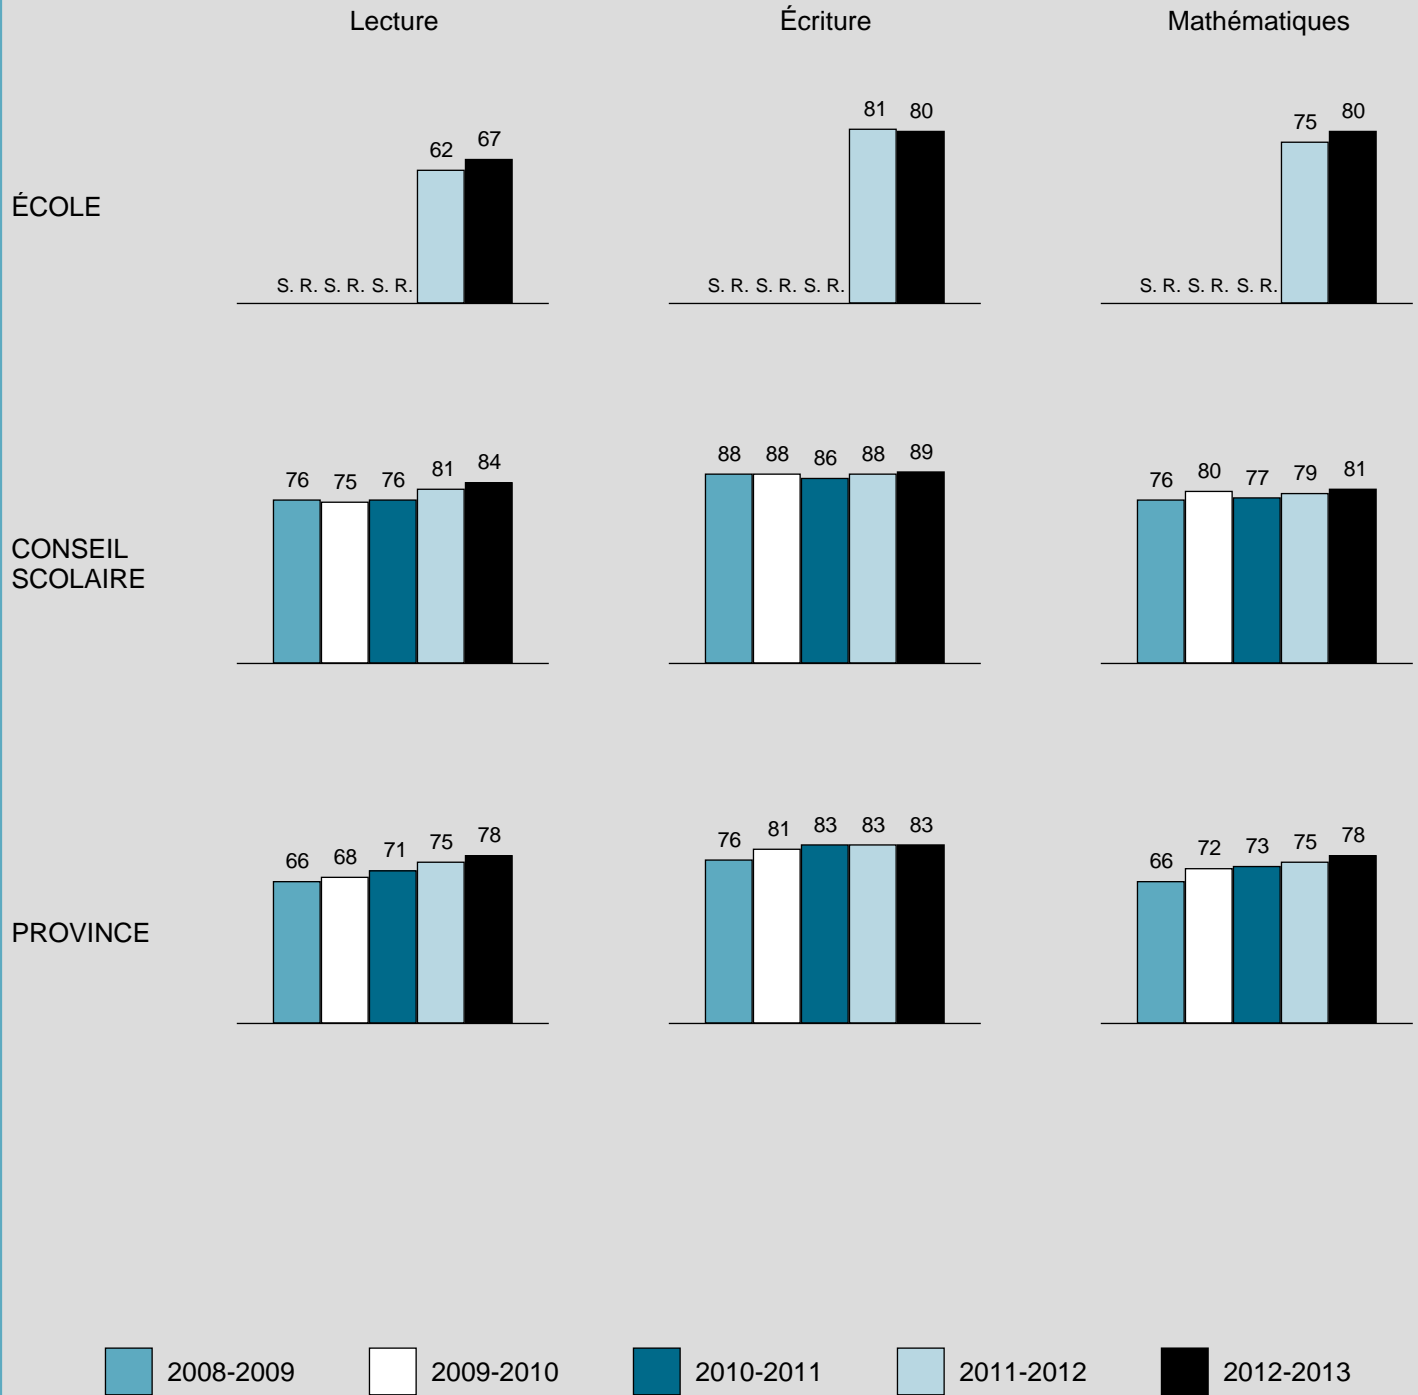 Lecture Écriture Mathématiques
81 80
75 80
62 67
ÉCOLE
S. R. S. R. S. R. S. R. S. R. S. R. S. R. S. R. S. R.
76 75 76 81 84 88 88 86 88 89 76 80 77 79 81
CONSEIL
SCOLAIRE
66 68 71 75 78 76 81 83 83 83 66 72 73 75 78
PROVINCE
2008-2009 2009-2010 2010-2011 2011-2012 2012-2013